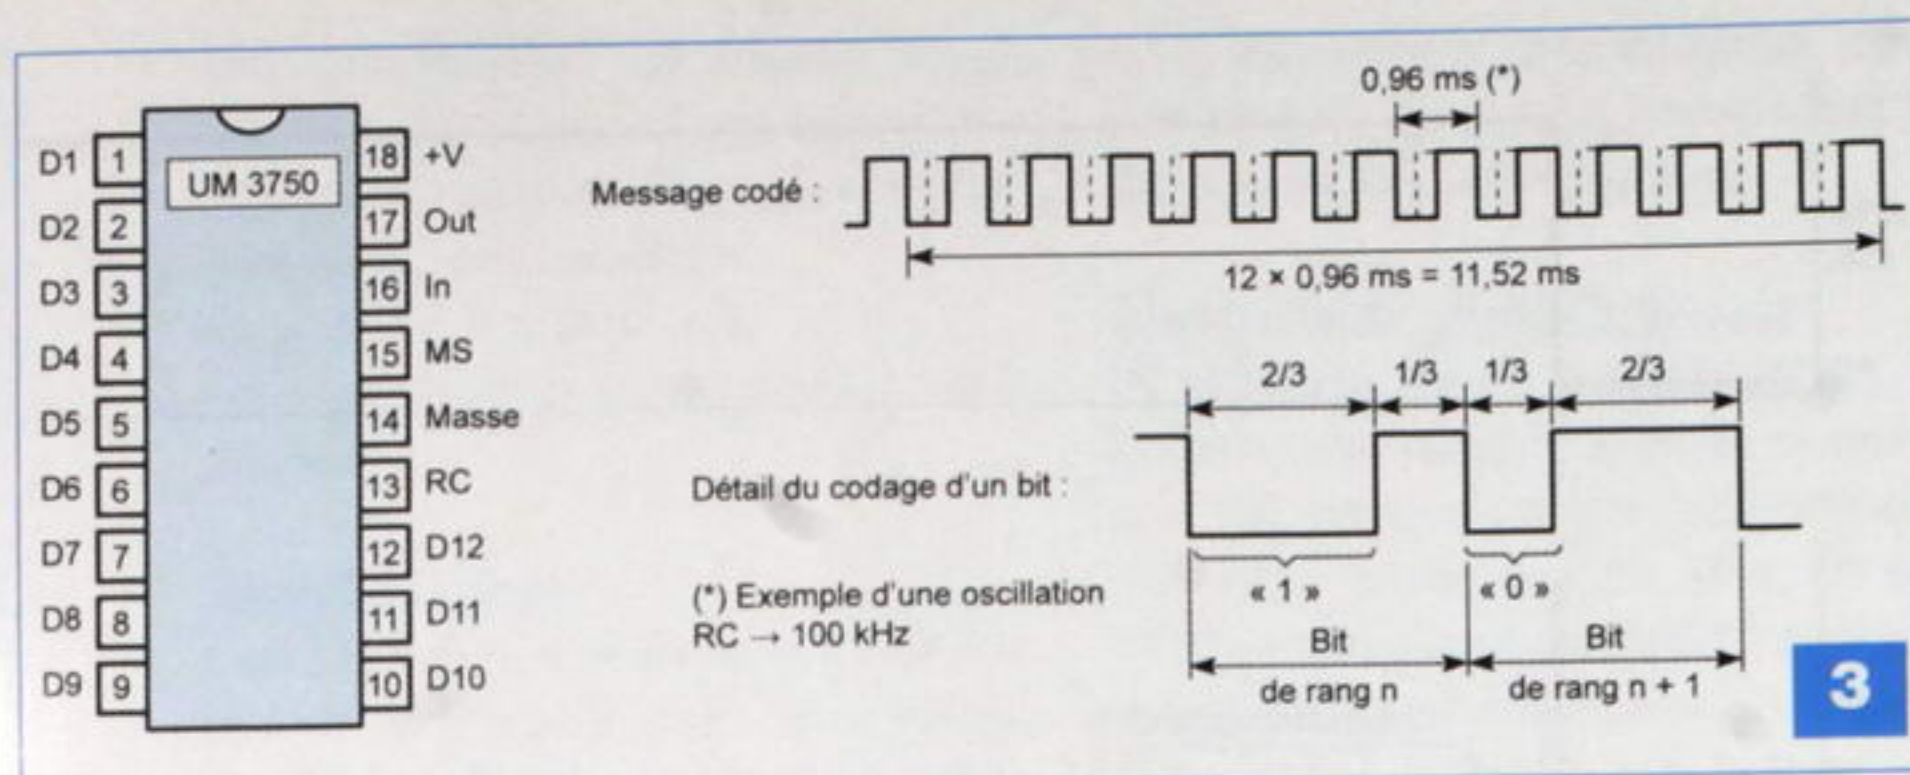 UM 3750
D1 1
D2 2
D3 3
D4 4
D5 5
D6 6
D7 7
D8 8
D9 9
18 +V
17 Out
16 In
15 MS
14 Masse
13 RC
12 D12
11 D11
10 D10
0,96 ms (*)
Message codé :
12 × 0,96 ms = 11,52 ms
2/3 1/3 1/3 2/3
Détail du codage d'un bit :
« 1 » « 0 »
(*) Exemple d'une oscillation
RC → 100 kHz
Bit
de rang n
Bit
de rang n + 1
3